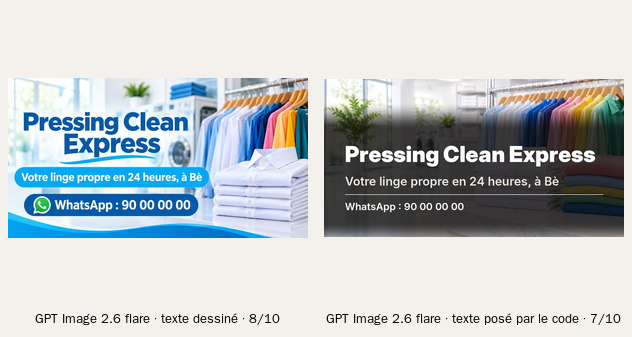 Pressing Clean
Express
Votre linge propre en 24 heures, à Bè
WhatsApp : 90 00 00 00
Pressing Clean Express
Votre linge propre en 24 heures, à Bè
WhatsApp : 90 00 00 00
GPT Image 2.6 flare · texte dessiné · 8/10
GPT Image 2.6 flare · texte posé par le code · 7/10